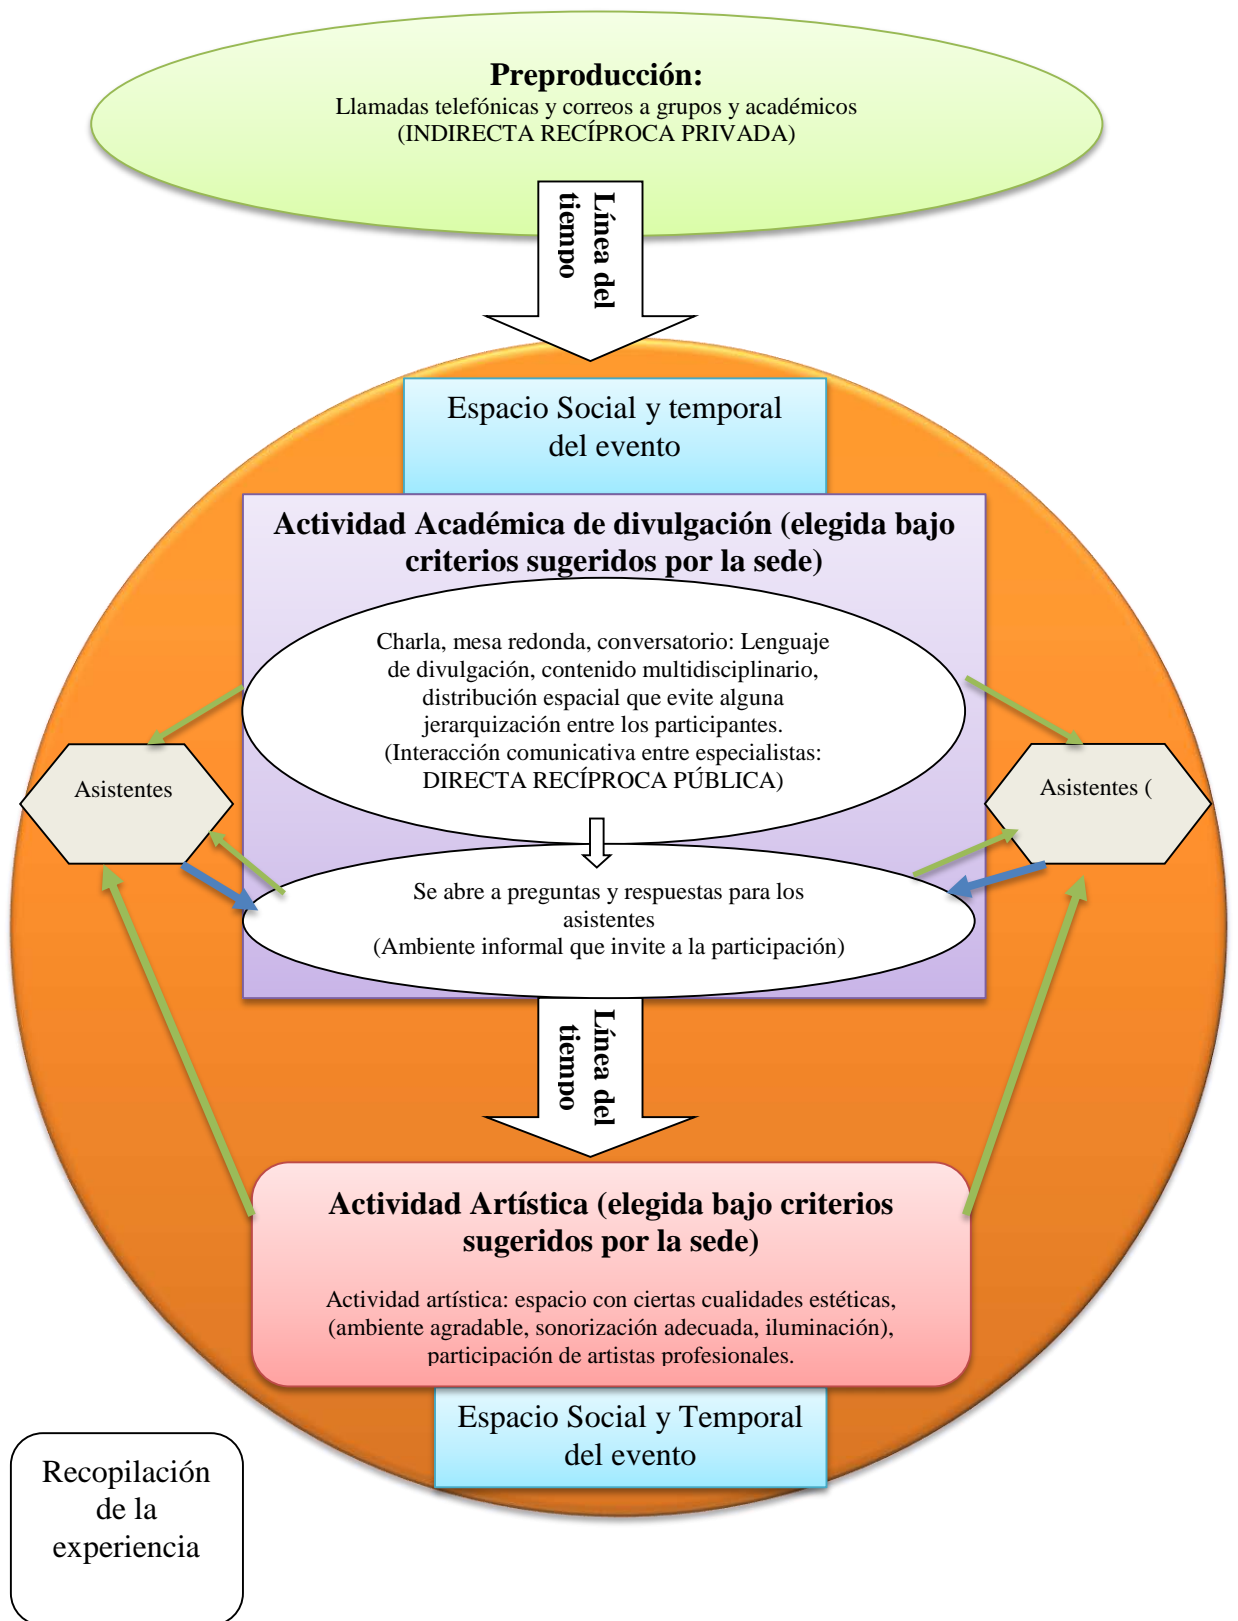 Preproducción:
Llamadas telefónicas y correos a grupos y académicos
(INDIRECTA RECÍPROCA PRIVADA)
Línea del
tiempo
Espacio Social y temporal
del evento
Actividad Académica de divulgación (elegida bajo
criterios sugeridos por la sede)
Charla, mesa redonda, conversatorio: Lenguaje
de divulgación, contenido multidisciplinario,
distribución espacial que evite alguna
jerarquización entre los participantes.
(Interacción comunicativa entre especialistas:
DIRECTA RECÍPROCA PÚBLICA)
Asistentes
Asistentes (
Se abre a preguntas y respuestas para los
asistentes
(Ambiente informal que invite a la participación)
Línea del
tiempo
Actividad Artística (elegida bajo criterios
sugeridos por la sede)
Actividad artística: espacio con ciertas cualidades estéticas,
(ambiente agradable, sonorización adecuada, iluminación),
participación de artistas profesionales.
Espacio Social y Temporal
del evento
Recopilación
de la
experiencia